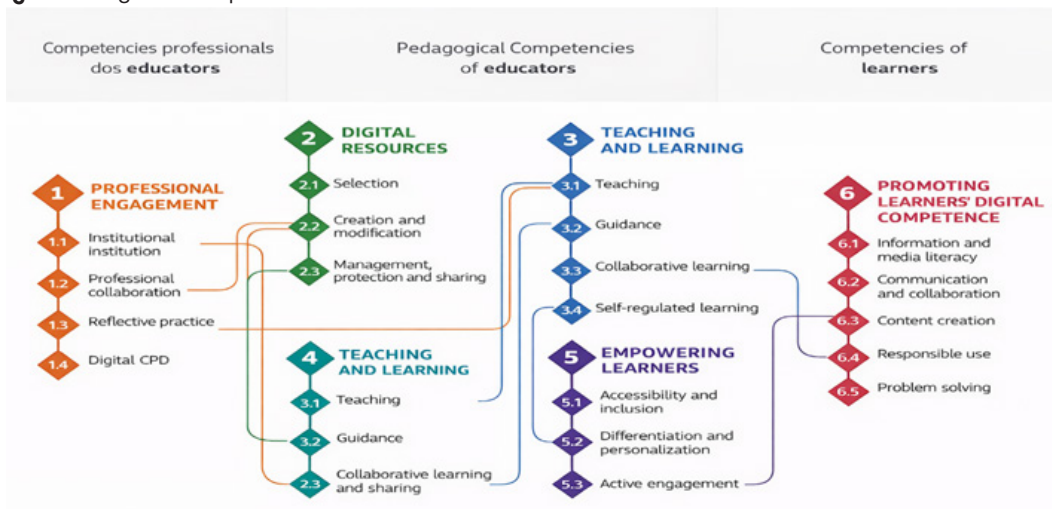 Competencies professionals
dos educators
Pedagogical Competencies
of educators
Competencies of
learners
1
PROFESSIONAL
ENGAGEMENT
1.1
Institutional
institution
1.2
Professional
collaboration
1.3
Reflective practice
1.4
Digital CPD
2
DIGITAL
RESOURCES
2.1
Selection
2.2
Creation and
modification
2.3
Management,
protection and sharing
4
TEACHING
AND LEARNING
3.1
Teaching
3.2
Guidance
2.3
Collaborative learning
and sharing
3
TEACHING
AND LEARNING
3.1
Teaching
3.2
Guidance
3.3
Collaborative learning
3.4
Self-regulated learning
5
EMPOWERING
LEARNERS
5.1
Accessibility and
inclusion
5.2
Differentiation and
personalization
5.3
Active engagement
6
PROMOTING
LEARNERS' DIGITAL
COMPETENCE
6.1
Information and
media literacy
6.2
Communication
and collaboration
6.3
Content creation
6.4
Responsible use
6.5
Problem solving